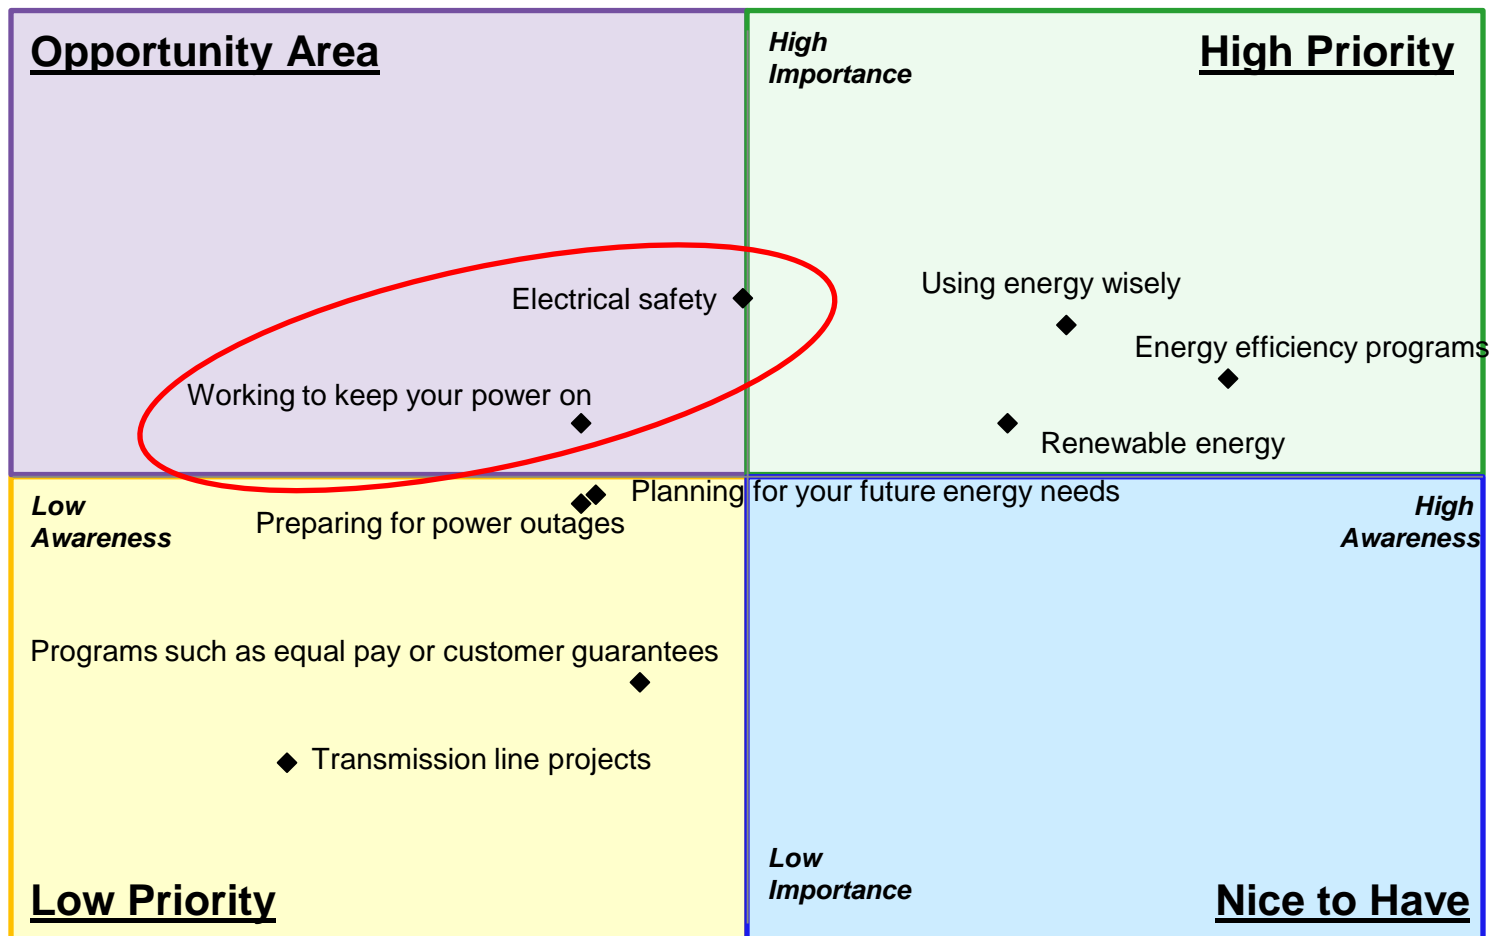 Opportunity Area
High
Importance
High Priority
Electrical safety
Using energy wisely
Energy efficiency programs
Working to keep your power on
Renewable energy
Low
Awareness
Planning for your future energy needs
High
Awareness
Preparing for power outages
Programs such as equal pay or customer guarantees
Transmission line projects
Low
Importance
Low Priority
Nice to Have